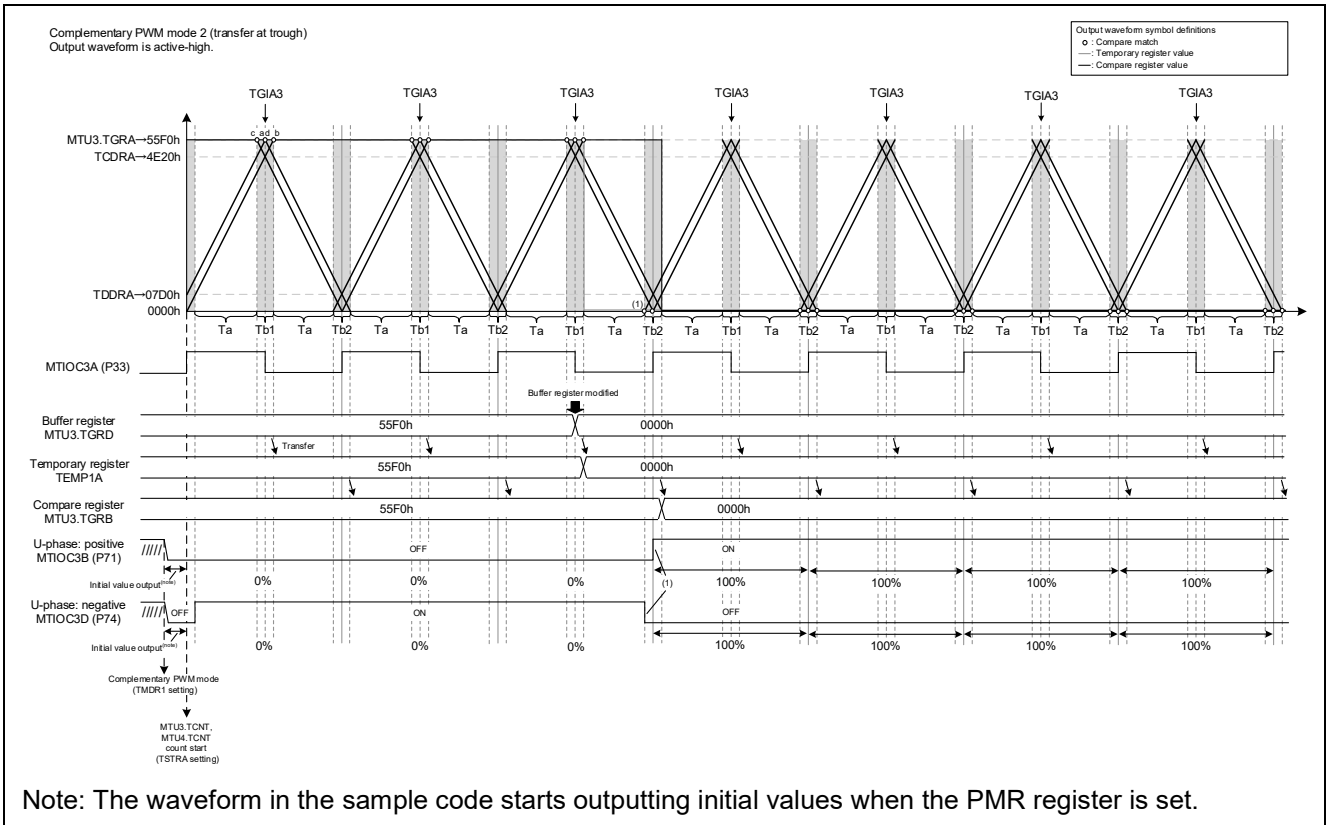 Complementary PWM mode 2 (transfer at trough)
Output waveform is active-high.
Output waveform symbol definitions
o : Compare match
—: Temporary register value
—: Compare register value
TGIA3 TGIA3 TGIA3 TGIA3 TGIA3 TGIA3 TGIA3
c a d b
MTU3.TGRA→55F0h
TCDRA→4E20h
TDDRA→07D0h
(1)
0000h
Ta Tb1 Ta Tb2 Ta Tb1 Ta Tb2 Ta Tb1 Ta Tb2 Ta Tb1 Ta Tb2 Ta Tb1 Ta Tb2 Ta Tb1 Ta Tb2 Ta Tb1 Ta Tb2
MTIOC3A (P33)
Buffer register modified
Buffer register
MTU3.TGRD
55F0h 0000h
Transfer
Temporary register
TEMP1A
55F0h 0000h
Compare register
MTU3.TGRB
55F0h 0000h
U-phase: positive
MTIOC3B (P71)
OFF ON
Initial value output(note)
0% 0% 0% 100% (1) 100% 100% 100%
U-phase: negative
MTIOC3D (P74)
OFF ON OFF
Initial value output(note)
0% 0% 0% 100% 100% 100% 100%
Complementary PWM mode
(TMDR1 setting)
MTU3.TCNT,
MTU4.TCNT
count start
(TSTRA setting)
Note: The waveform in the sample code starts outputting initial values when the PMR register is set.